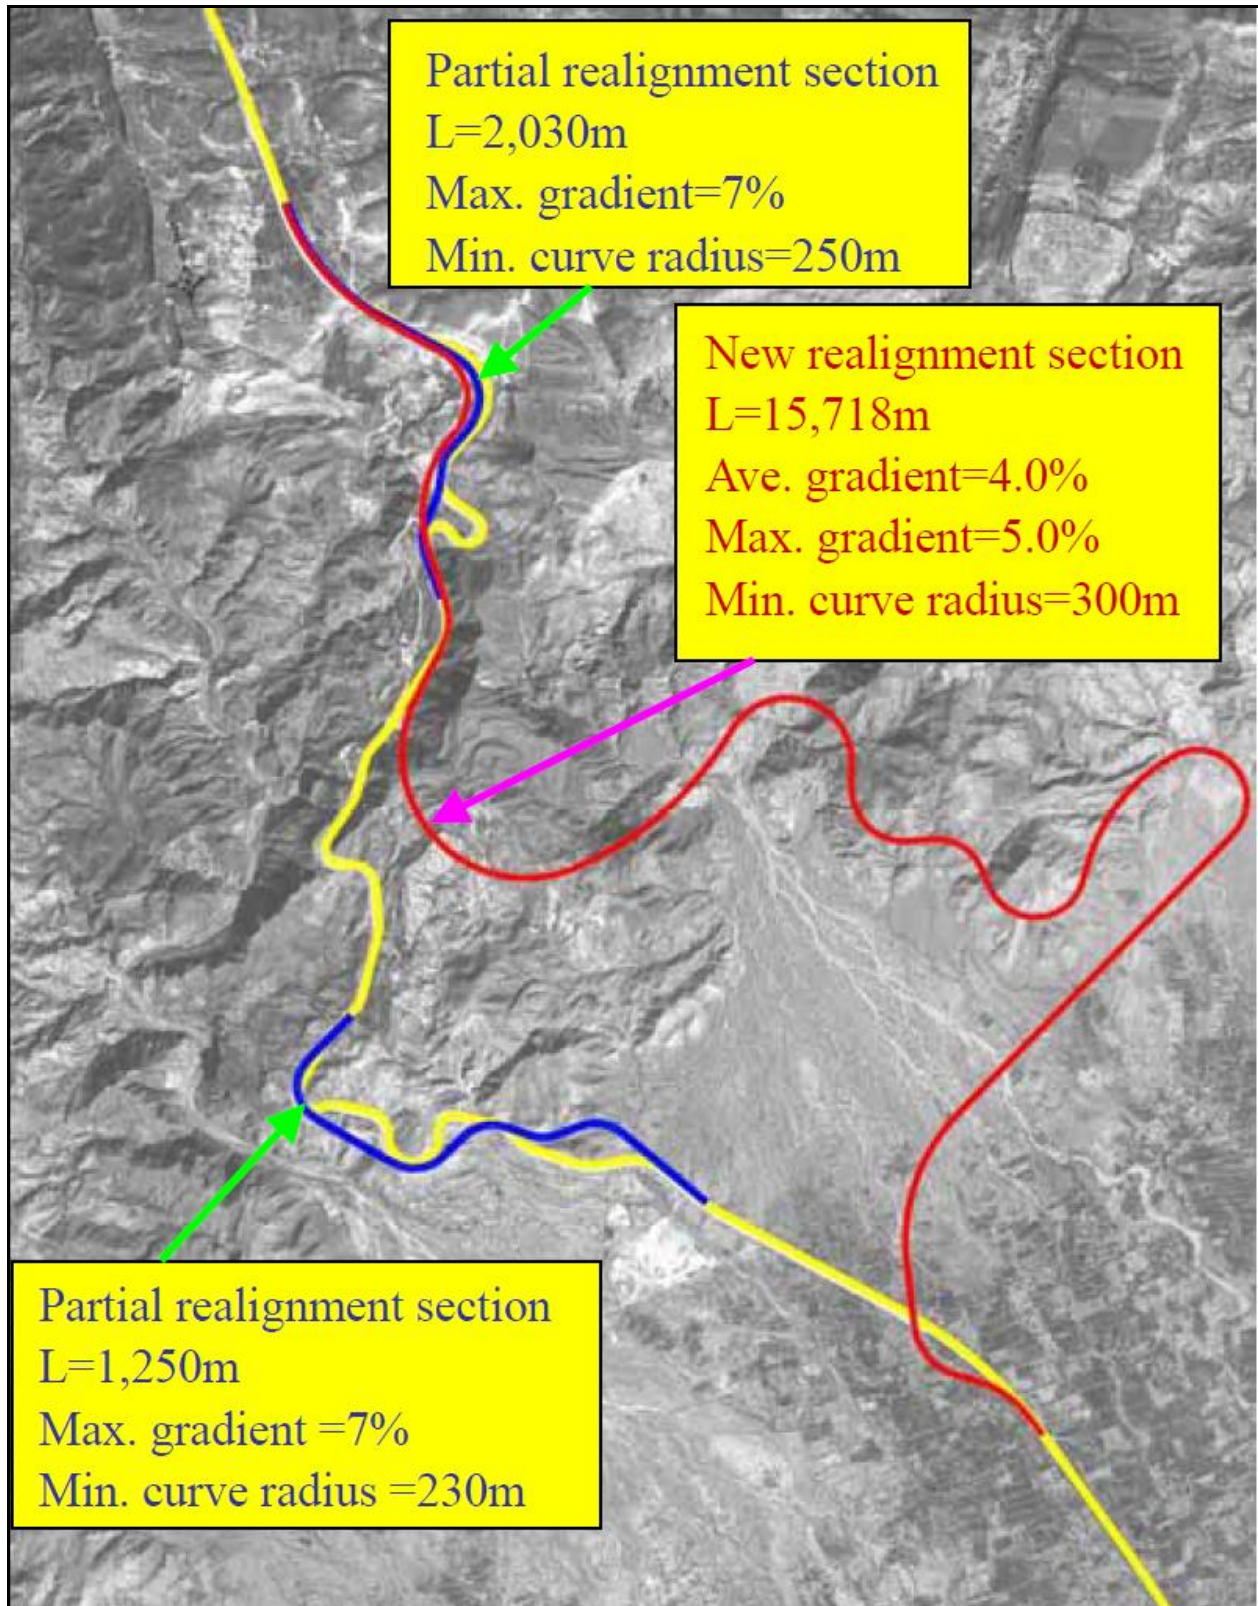 Partial realignment section
L=2,030m
Max. gradient=7%
Min. curve radius=250m
New realignment section
L=15,718m
Ave. gradient=4.0%
Max. gradient=5.0%
Min. curve radius=300m
Partial realignment section
L=1,250m
Max. gradient =7%
Min. curve radius =230m